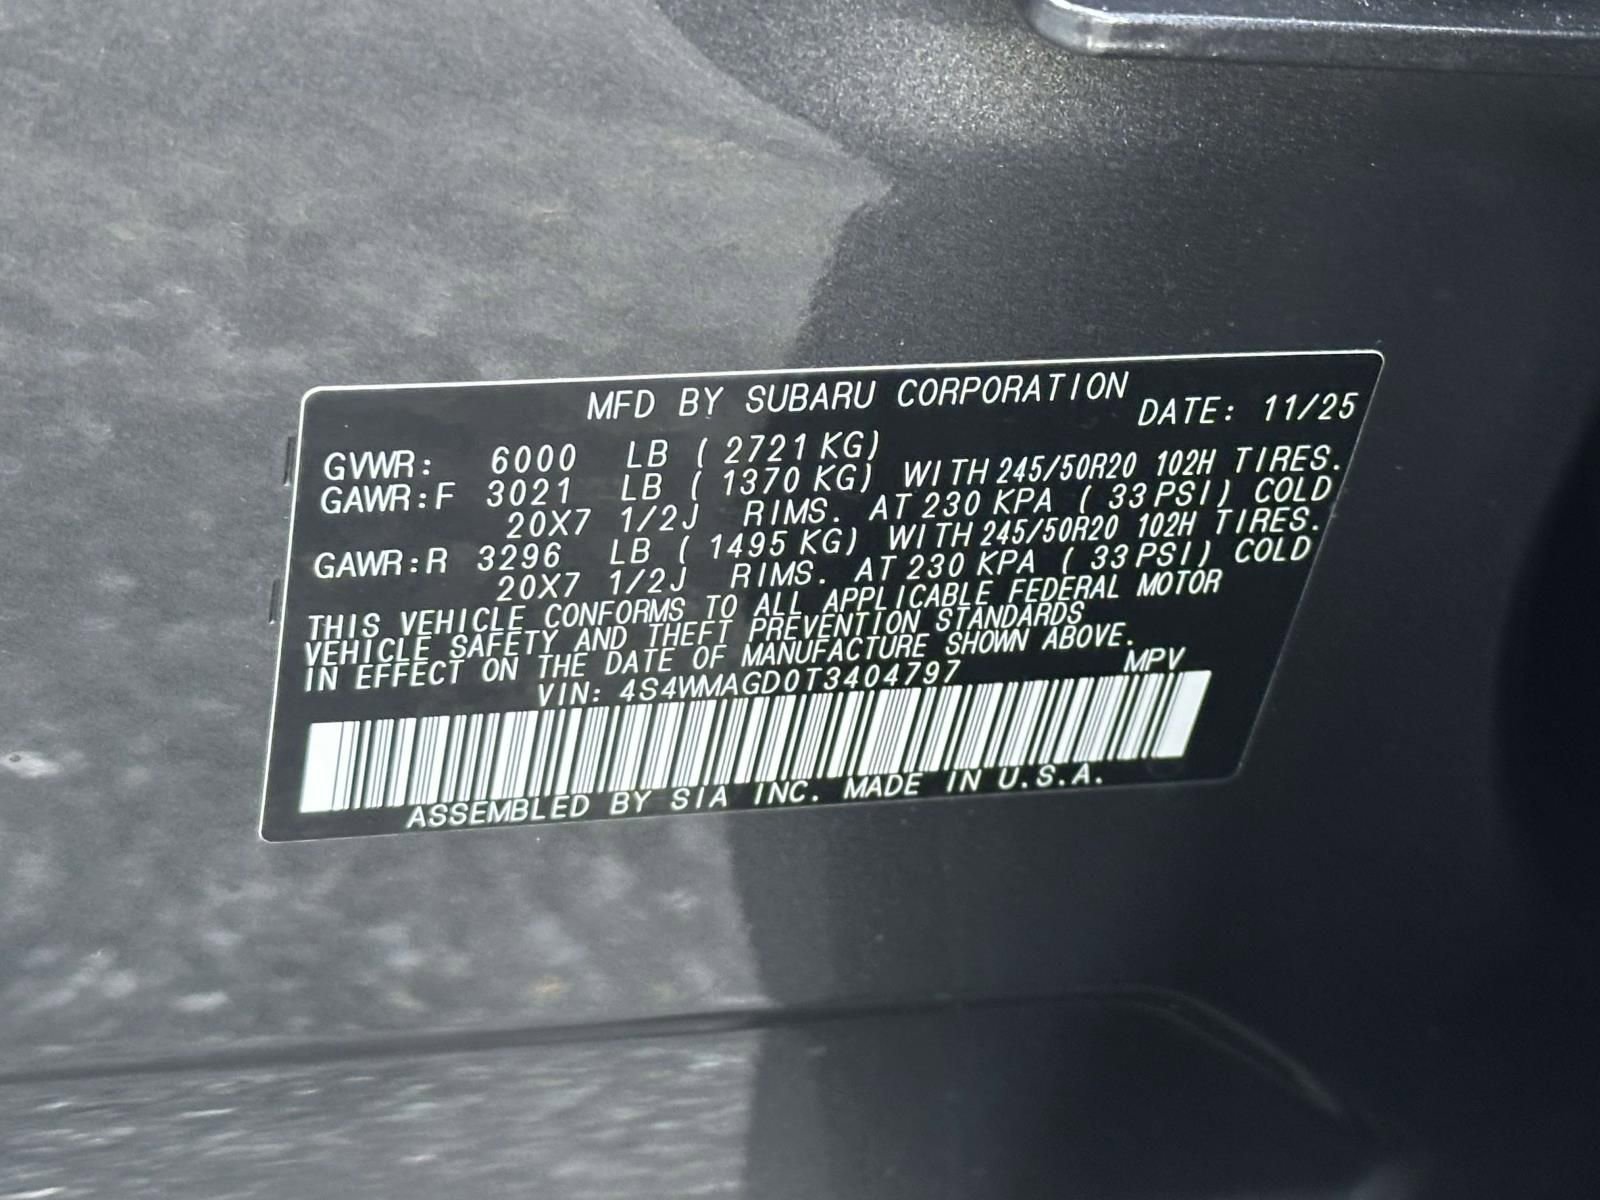 MFD BY SUBARU CORPORATION DATE: 11/25
GVWR: 6000 LB ( 2721 KG)
GAWR:F 3021 LB ( 1370 KG) WITH 245/50R20 102H TIRES.
20X7 1/2J RIMS. AT 230 KPA ( 33 PSI) COLD
GAWR:R 3296 LB ( 1495 KG) WITH 245/50R20 102H TIRES.
20X7 1/2J RIMS. AT 230 KPA ( 33 PSI) COLD
THIS VEHICLE CONFORMS TO ALL APPLICABLE FEDERAL MOTOR
VEHICLE SAFETY AND THEFT PREVENTION STANDARDS
IN EFFECT ON THE DATE OF MANUFACTURE SHOWN ABOVE.
VIN: 4S4WMAGD0T3404797 MPV
ASSEMBLED BY SIA INC. MADE IN U.S.A.